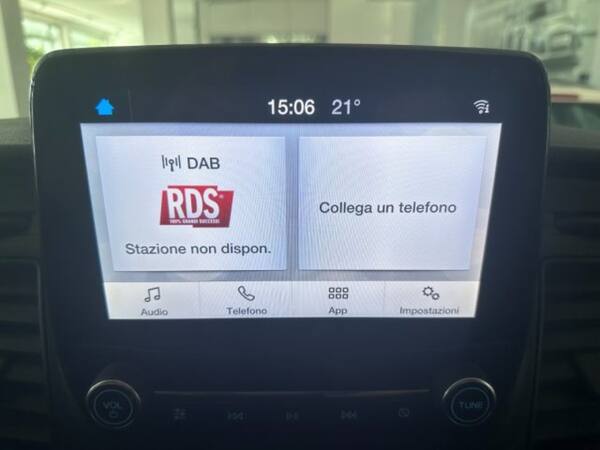 15:06 21°
DAB
RDS
100% GRANDI SUCCESSI
Stazione non dispon.
Collega un telefono
Audio Telefono App Impostazioni
VOL TUNE